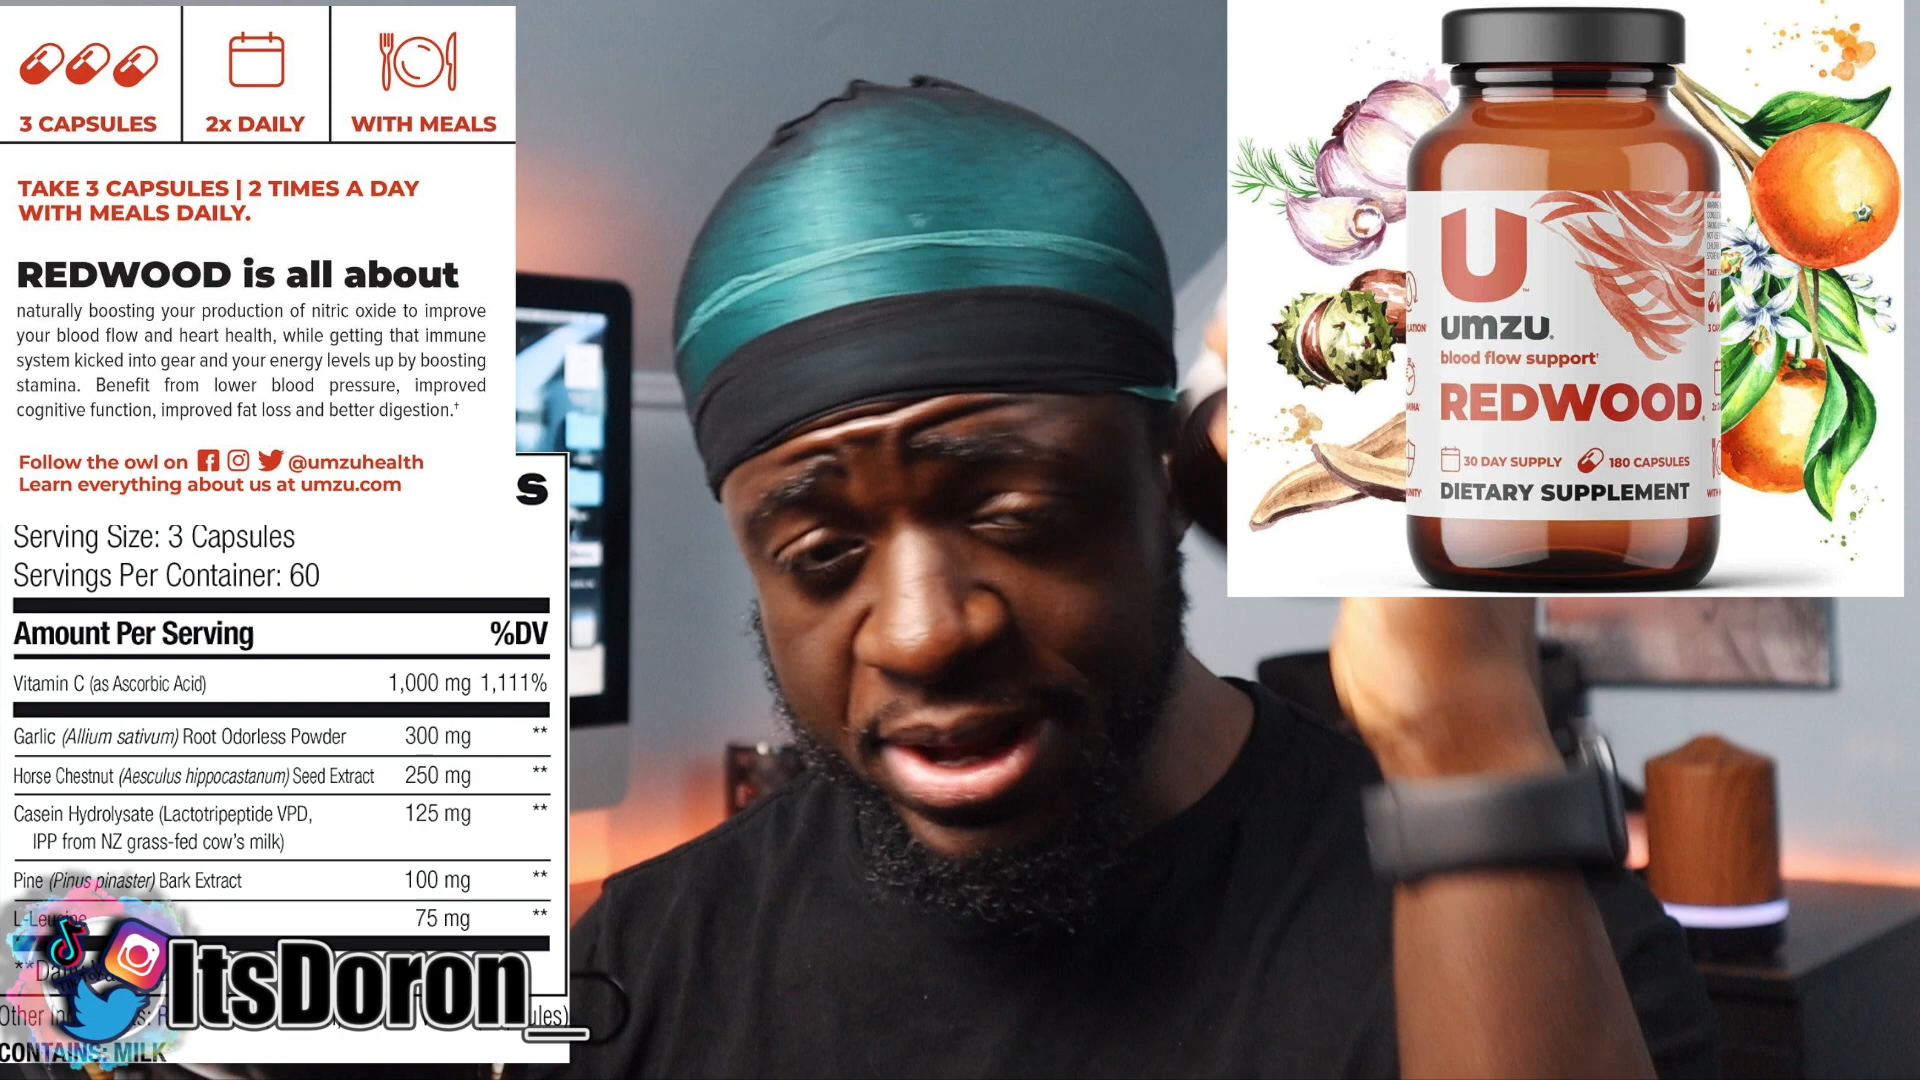 3 CAPSULES
2x DAILY
WITH MEALS
TAKE 3 CAPSULES | 2 TIMES A DAY
WITH MEALS DAILY.
REDWOOD is all about
naturally boosting your production of nitric oxide to improve
your blood flow and heart health, while getting that immune
system kicked into gear and your energy levels up by boosting
stamina. Benefit from lower blood pressure, improved
cognitive function, improved fat loss and better digestion.†
Follow the owl on @umzuhealth
Learn everything about us at umzu.com
s
Serving Size: 3 Capsules
Servings Per Container: 60
Amount Per Serving %DV
Vitamin C (as Ascorbic Acid) 1,000 mg 1,111%
Garlic (Allium sativum) Root Odorless Powder 300 mg **
Horse Chestnut (Aesculus hippocastanum) Seed Extract 250 mg **
Casein Hydrolysate (Lactotripeptide VPD, 125 mg **
IPP from NZ grass-fed cow's milk)
Pine (Pinus pinaster) Bark Extract 100 mg **
L-Leucine 75 mg **
ItsDoron_
Other
CONTAINS: MILK
U
umzu
blood flow support†
REDWOOD
30 DAY SUPPLY 180 CAPSULES
DIETARY SUPPLEMENT